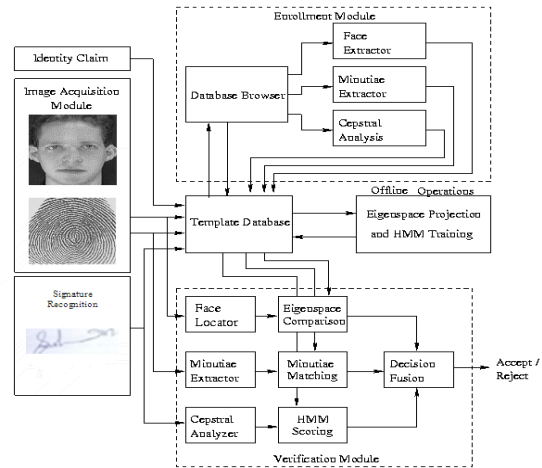 Enrollment Module
Face
Extractor
Identity Claim
Image Acquisition
Module
Database Browser
Minutiae
Extractor
Cepstral
Analysis
Offline Operations
Template Database
Eigenspace Projection
and HMM Training
Signature
Recognition
Face
Locator
Eigenspace
Comparison
Minutiae
Extractor
Minutiae
Matching
Decision
Fusion
Accept /
Reject
Cepstral
Analyzer
HMM
Scoring
Verification Module